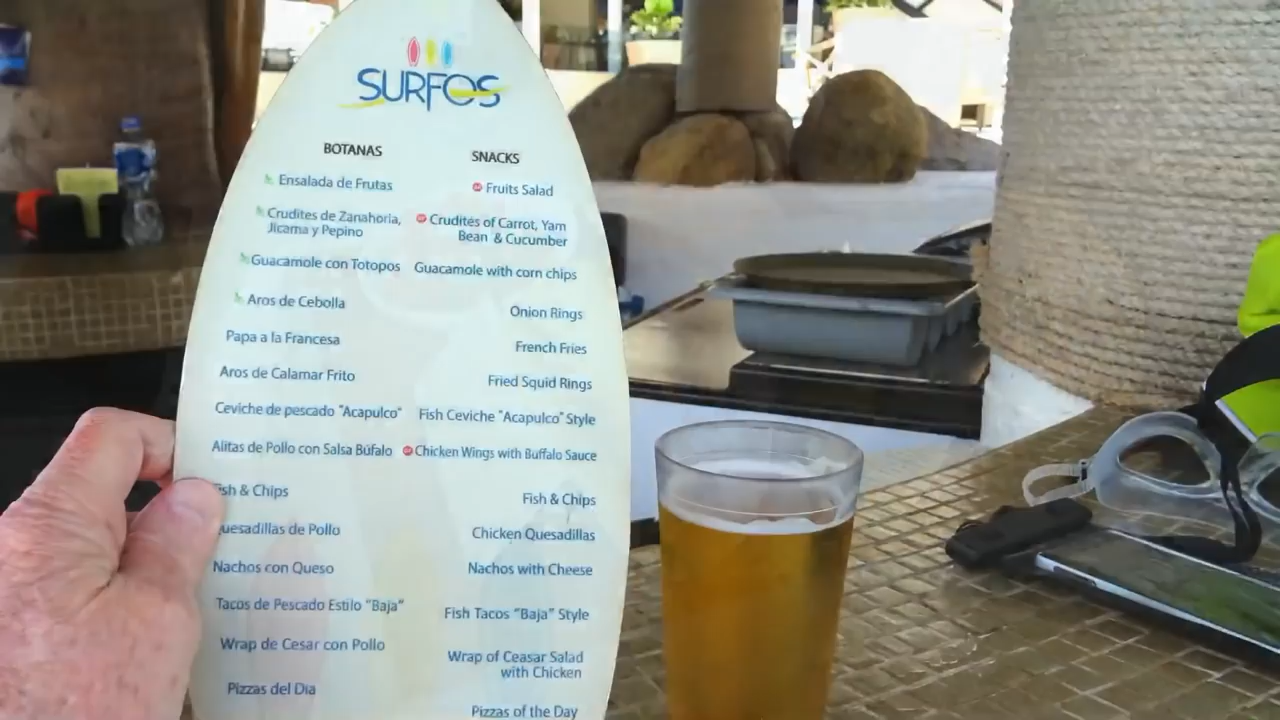 SURFOS
BOTANAS
SNACKS
Ensalada de Frutas
Fruits Salad
Crudites de Zanahoria,
Jicama y Pepino
Crudités of Carrot, Yam
Bean & Cucumber
Guacamole con Totopos
Guacamole with corn chips
Aros de Cebolla
Onion Rings
Papa a la Francesa
French Fries
Aros de Calamar Frito
Fried Squid Rings
Ceviche de pescado "Acapulco"
Fish Ceviche "Acapulco" Style
Alitas de Pollo con Salsa Búfalo
Chicken Wings with Buffalo Sauce
Fish & Chips
Fish & Chips
uesadillas de Pollo
Chicken Quesadillas
Nachos con Queso
Nachos with Cheese
Tacos de Pescado Estilo "Baja"
Fish Tacos "Baja" Style
Wrap de Cesar con Pollo
Wrap of Ceasar Salad
with Chicken
Pizzas del Dia
Pizzas of the Day